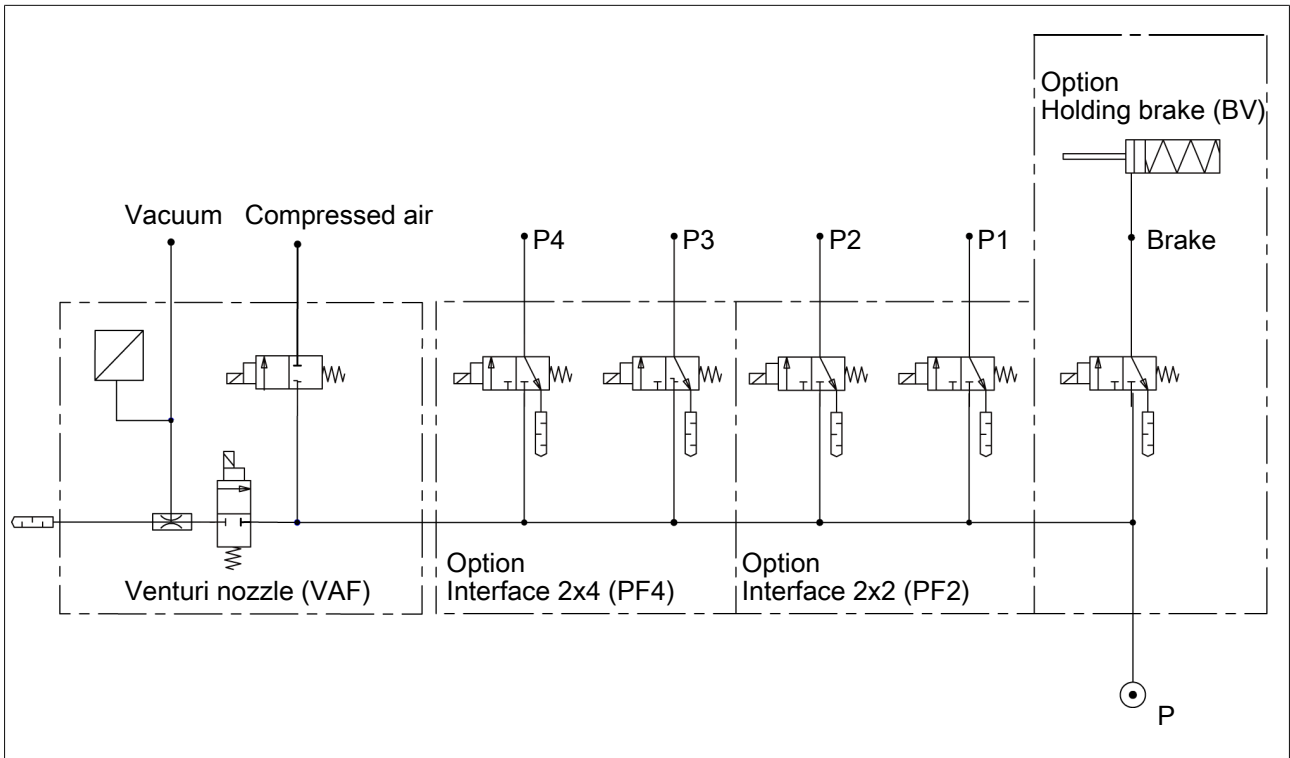 Option
Holding brake (BV)
Vacuum
Compressed air
P4
P3
P2
P1
Brake
Option
Interface 2x4 (PF4)
Option
Interface 2x2 (PF2)
Venturi nozzle (VAF)
P